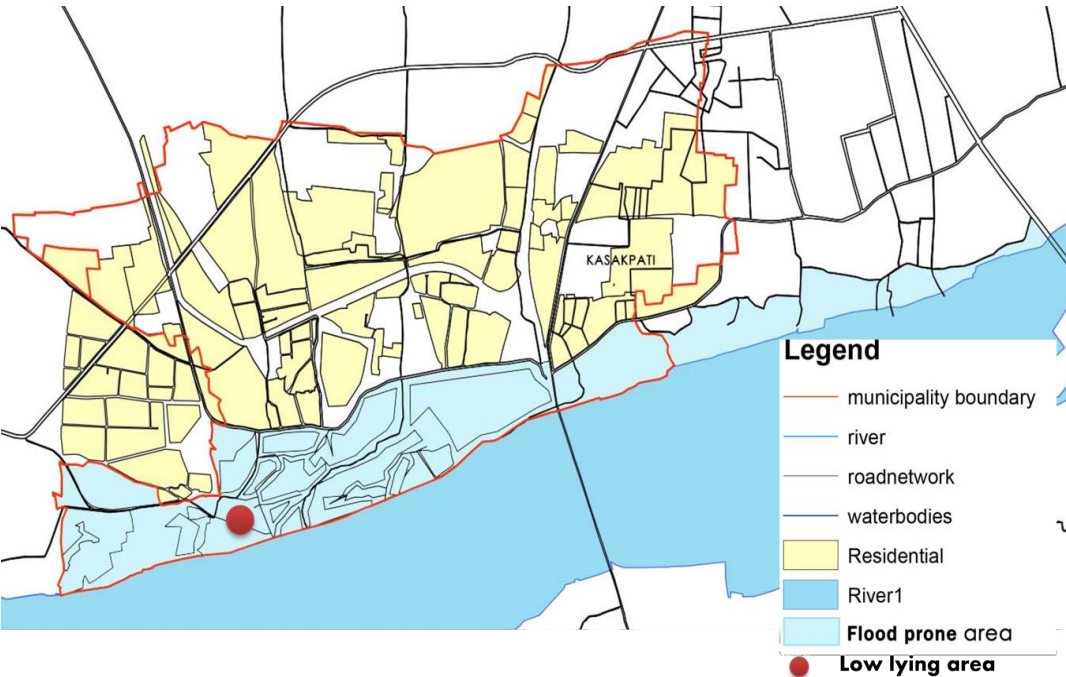 KASAKPATI
Legend
municipality boundary
river
roadnetwork
waterbodies
Residential
River1
Flood prone area
Low lying area